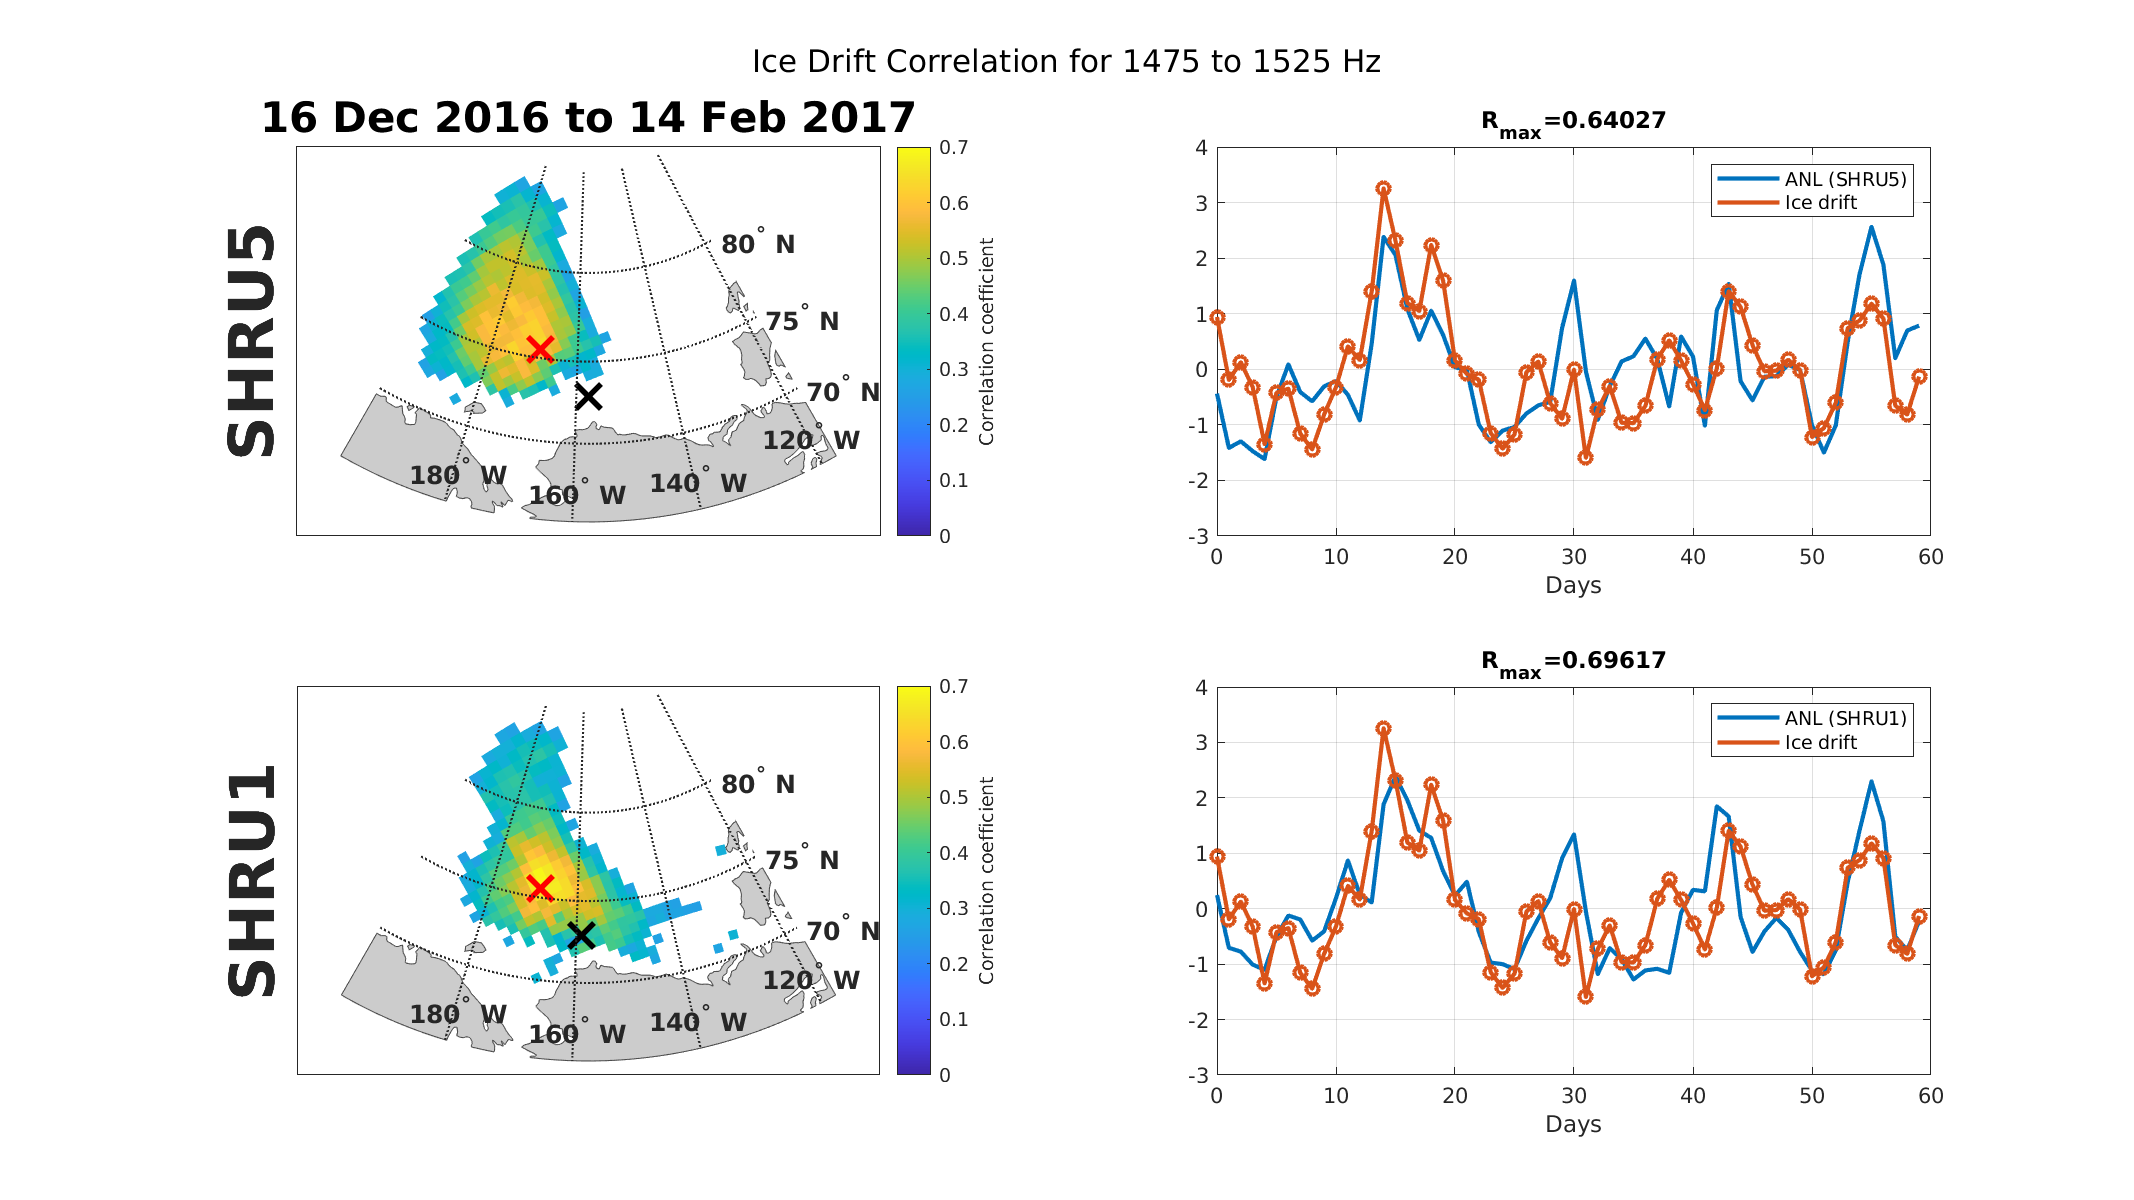 Ice Drift Correlation for 1475 to 1525 Hz
16 Dec 2016 to 14 Feb 2017
SHRU5
80° N
75° N
70° N
120° W
140° W
160° W
180° W
0.7
0.6
0.5
0.4
0.3
0.2
0.1
0
Correlation coefficient
Rmax=0.64027
4
3
2
1
0
-1
-2
-3
ANL (SHRU5)
Ice drift
0 10 20 30 40 50 60
Days
SHRU1
80° N
75° N
70° N
120° W
140° W
160° W
180° W
0.7
0.6
0.5
0.4
0.3
0.2
0.1
0
Correlation coefficient
Rmax=0.69617
4
3
2
1
0
-1
-2
-3
ANL (SHRU1)
Ice drift
0 10 20 30 40 50 60
Days